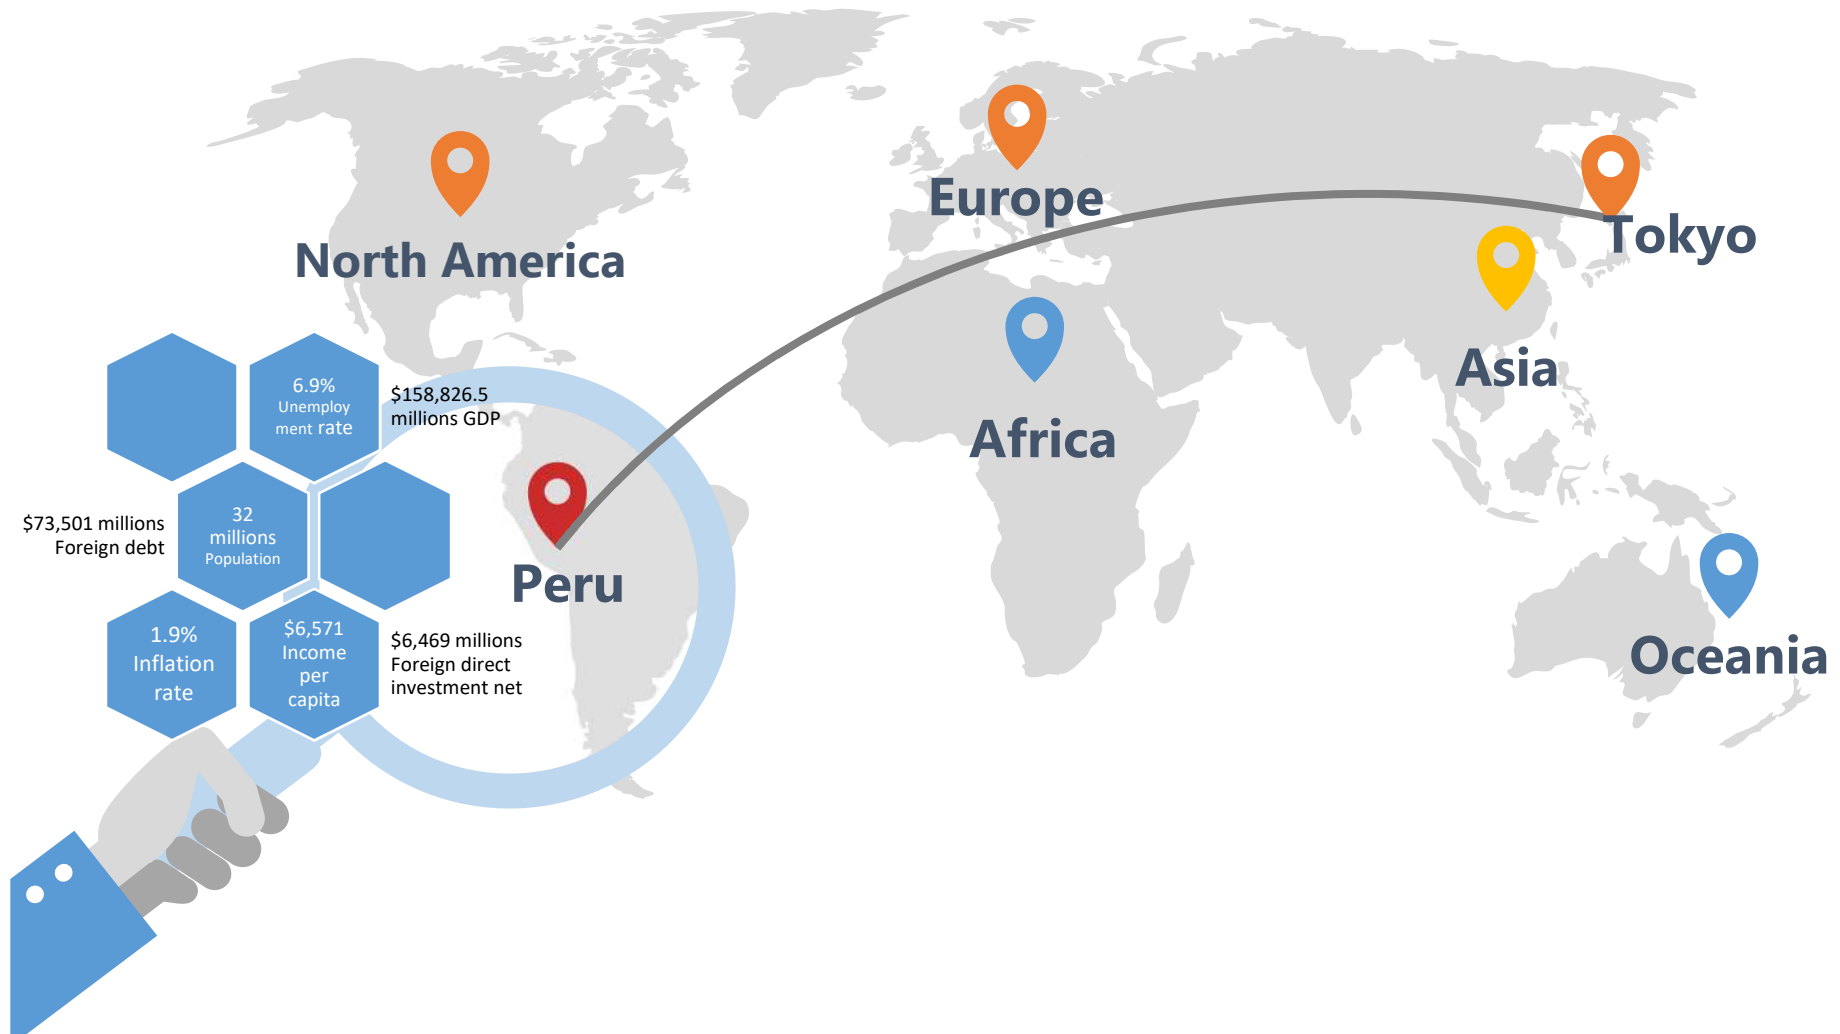 Europe
Tokyo
North America
Asia
Africa
Peru
Oceania
6.9%
Unemploy
ment rate
$158,826.5
millions GDP
$73,501 millions
Foreign debt
32
millions
Population
1.9%
Inflation
rate
$6,571
Income
per
capita
$6,469 millions
Foreign direct
investment net